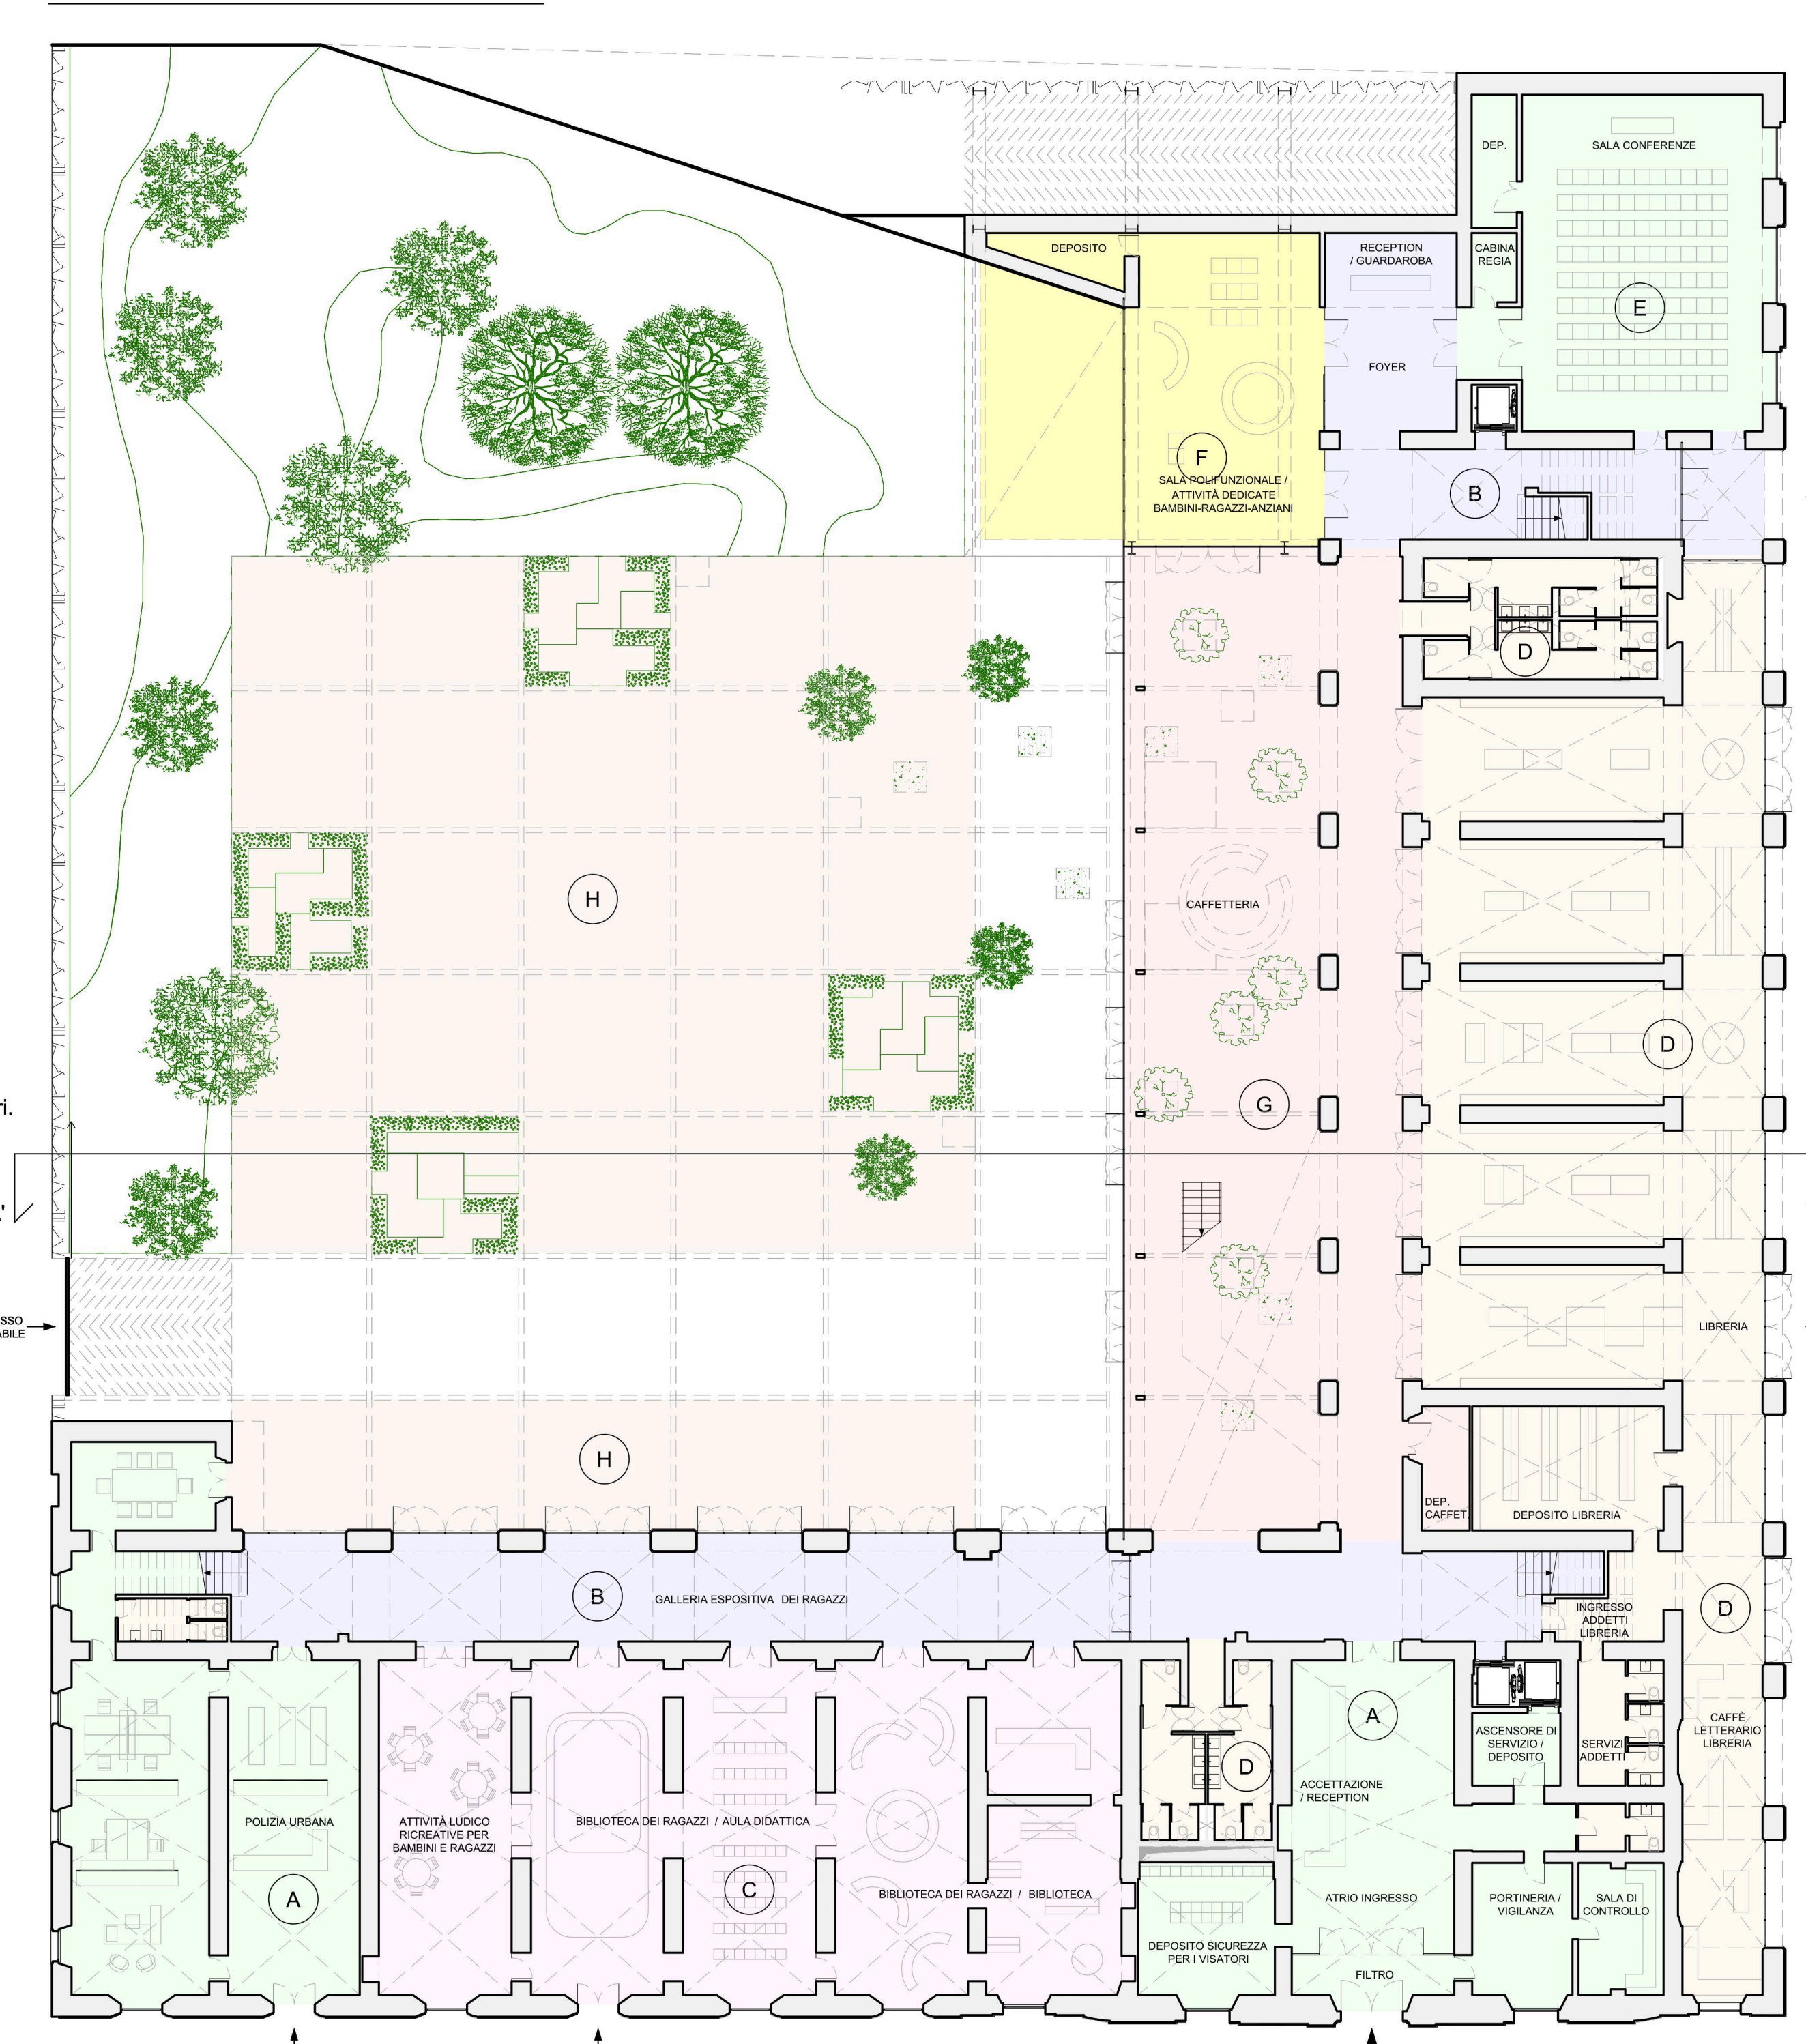 DEP.
SALA CONFERENZE
DEPOSITO
RECEPTION
/ GUARDAROBA
CABINA
REGIA
E
FOYER
F
SALA POLIFUNZIONALE /
ATTIVITÀ DEDICATE
BAMBINI-RAGAZZI-ANZIANI
B
D
H
CAFFETTERIA
D
G
ri.
'
SSO
ABILE
LIBRERIA
H
DEP.
CAFFET.
DEPOSITO LIBRERIA
B
GALLERIA ESPOSITIVA DEI RAGAZZI
INGRESSO
ADDETTI
LIBRERIA
D
A
ASCENSORE DI
SERVIZIO /
DEPOSITO
SERVIZI
ADDETTI
CAFFÈ
LETTERARIO
LIBRERIA
D
ACCETTAZIONE
/ RECEPTION
POLIZIA URBANA
ATTIVITÀ LUDICO
RICREATIVE PER
BAMBINI E RAGAZZI
BIBLIOTECA DEI RAGAZZI / AULA DIDATTICA
A
C
BIBLIOTECA DEI RAGAZZI / BIBLIOTECA
ATRIO INGRESSO
PORTINERIA /
VIGILANZA
SALA DI
CONTROLLO
DEPOSITO SICUREZZA
PER I VISATORI
FILTRO